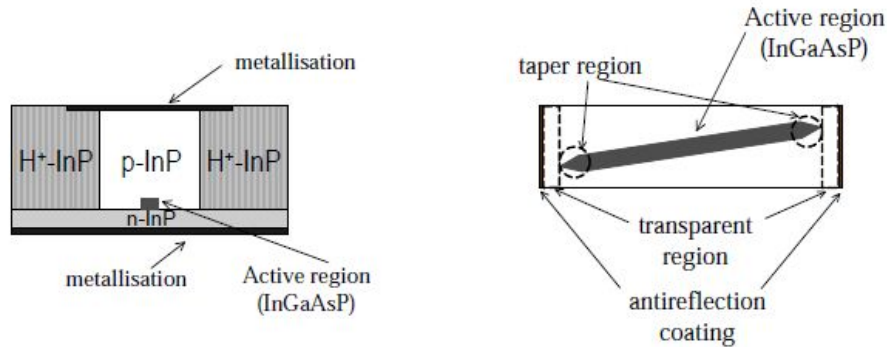 metallisation
H⁺-InP
p-InP
H⁺-InP
n-InP
metallisation
Active region
(InGaAsP)
Active region
(InGaAsP)
taper region
transparent
region
antireflection
coating